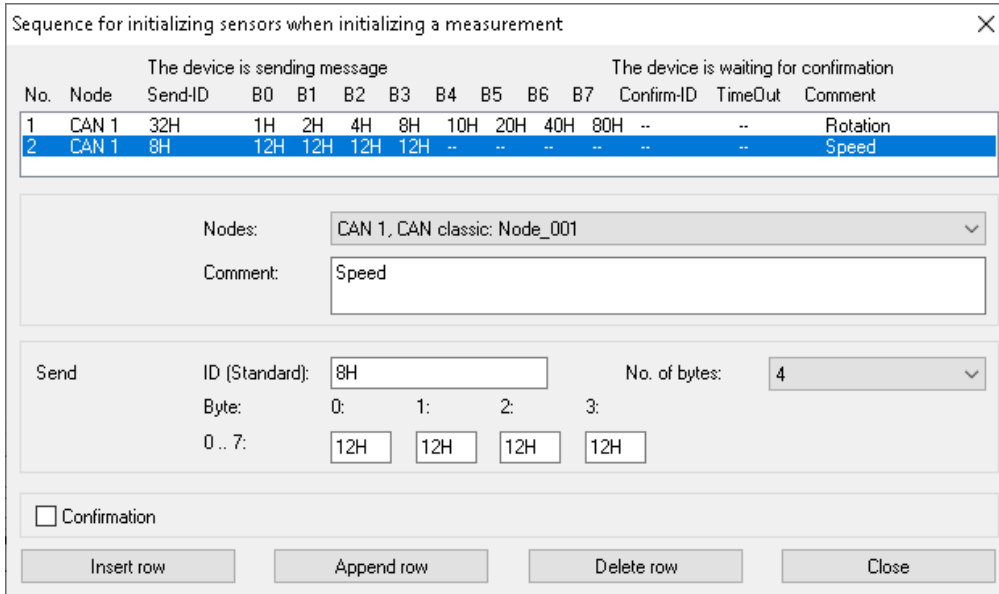 Sequence for initializing sensors when initializing a measurement
The device is sending message The device is waiting for confirmation
No. Node Send-ID B0 B1 B2 B3 B4 B5 B6 B7 Confirm-ID TimeOut Comment
1 CAN 1 32H 1H 2H 4H 8H 10H 20H 40H 80H -- -- Rotation
2 CAN 1 8H 12H 12H 12H 12H -- -- -- -- -- -- Speed
Nodes: CAN 1, CAN classic: Node_001
Comment: Speed
Send ID (Standard): 8H No. of bytes: 4
Byte: 0: 1: 2: 3:
0 .. 7: 12H 12H 12H 12H
Confirmation
Insert row Append row Delete row Close